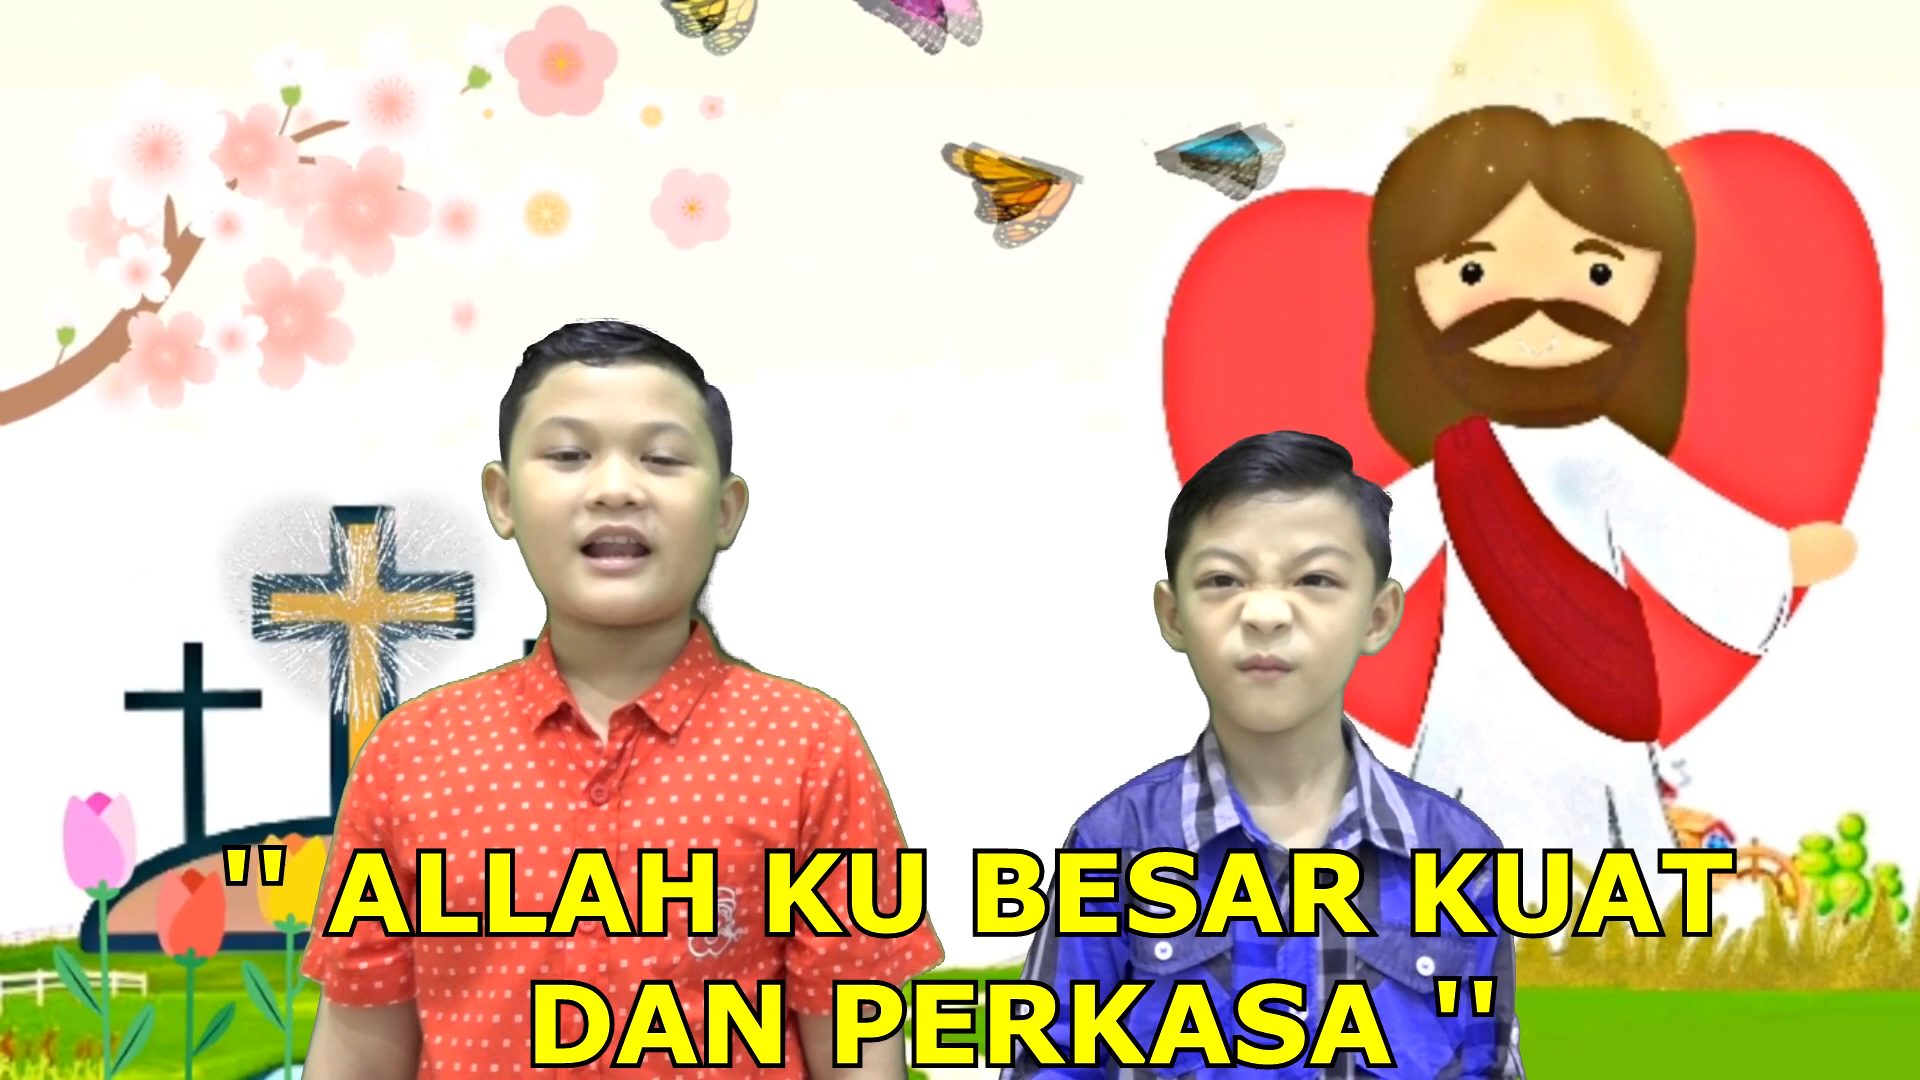 '' ALLAH KU BESAR KUAT
DAN PERKASA ''